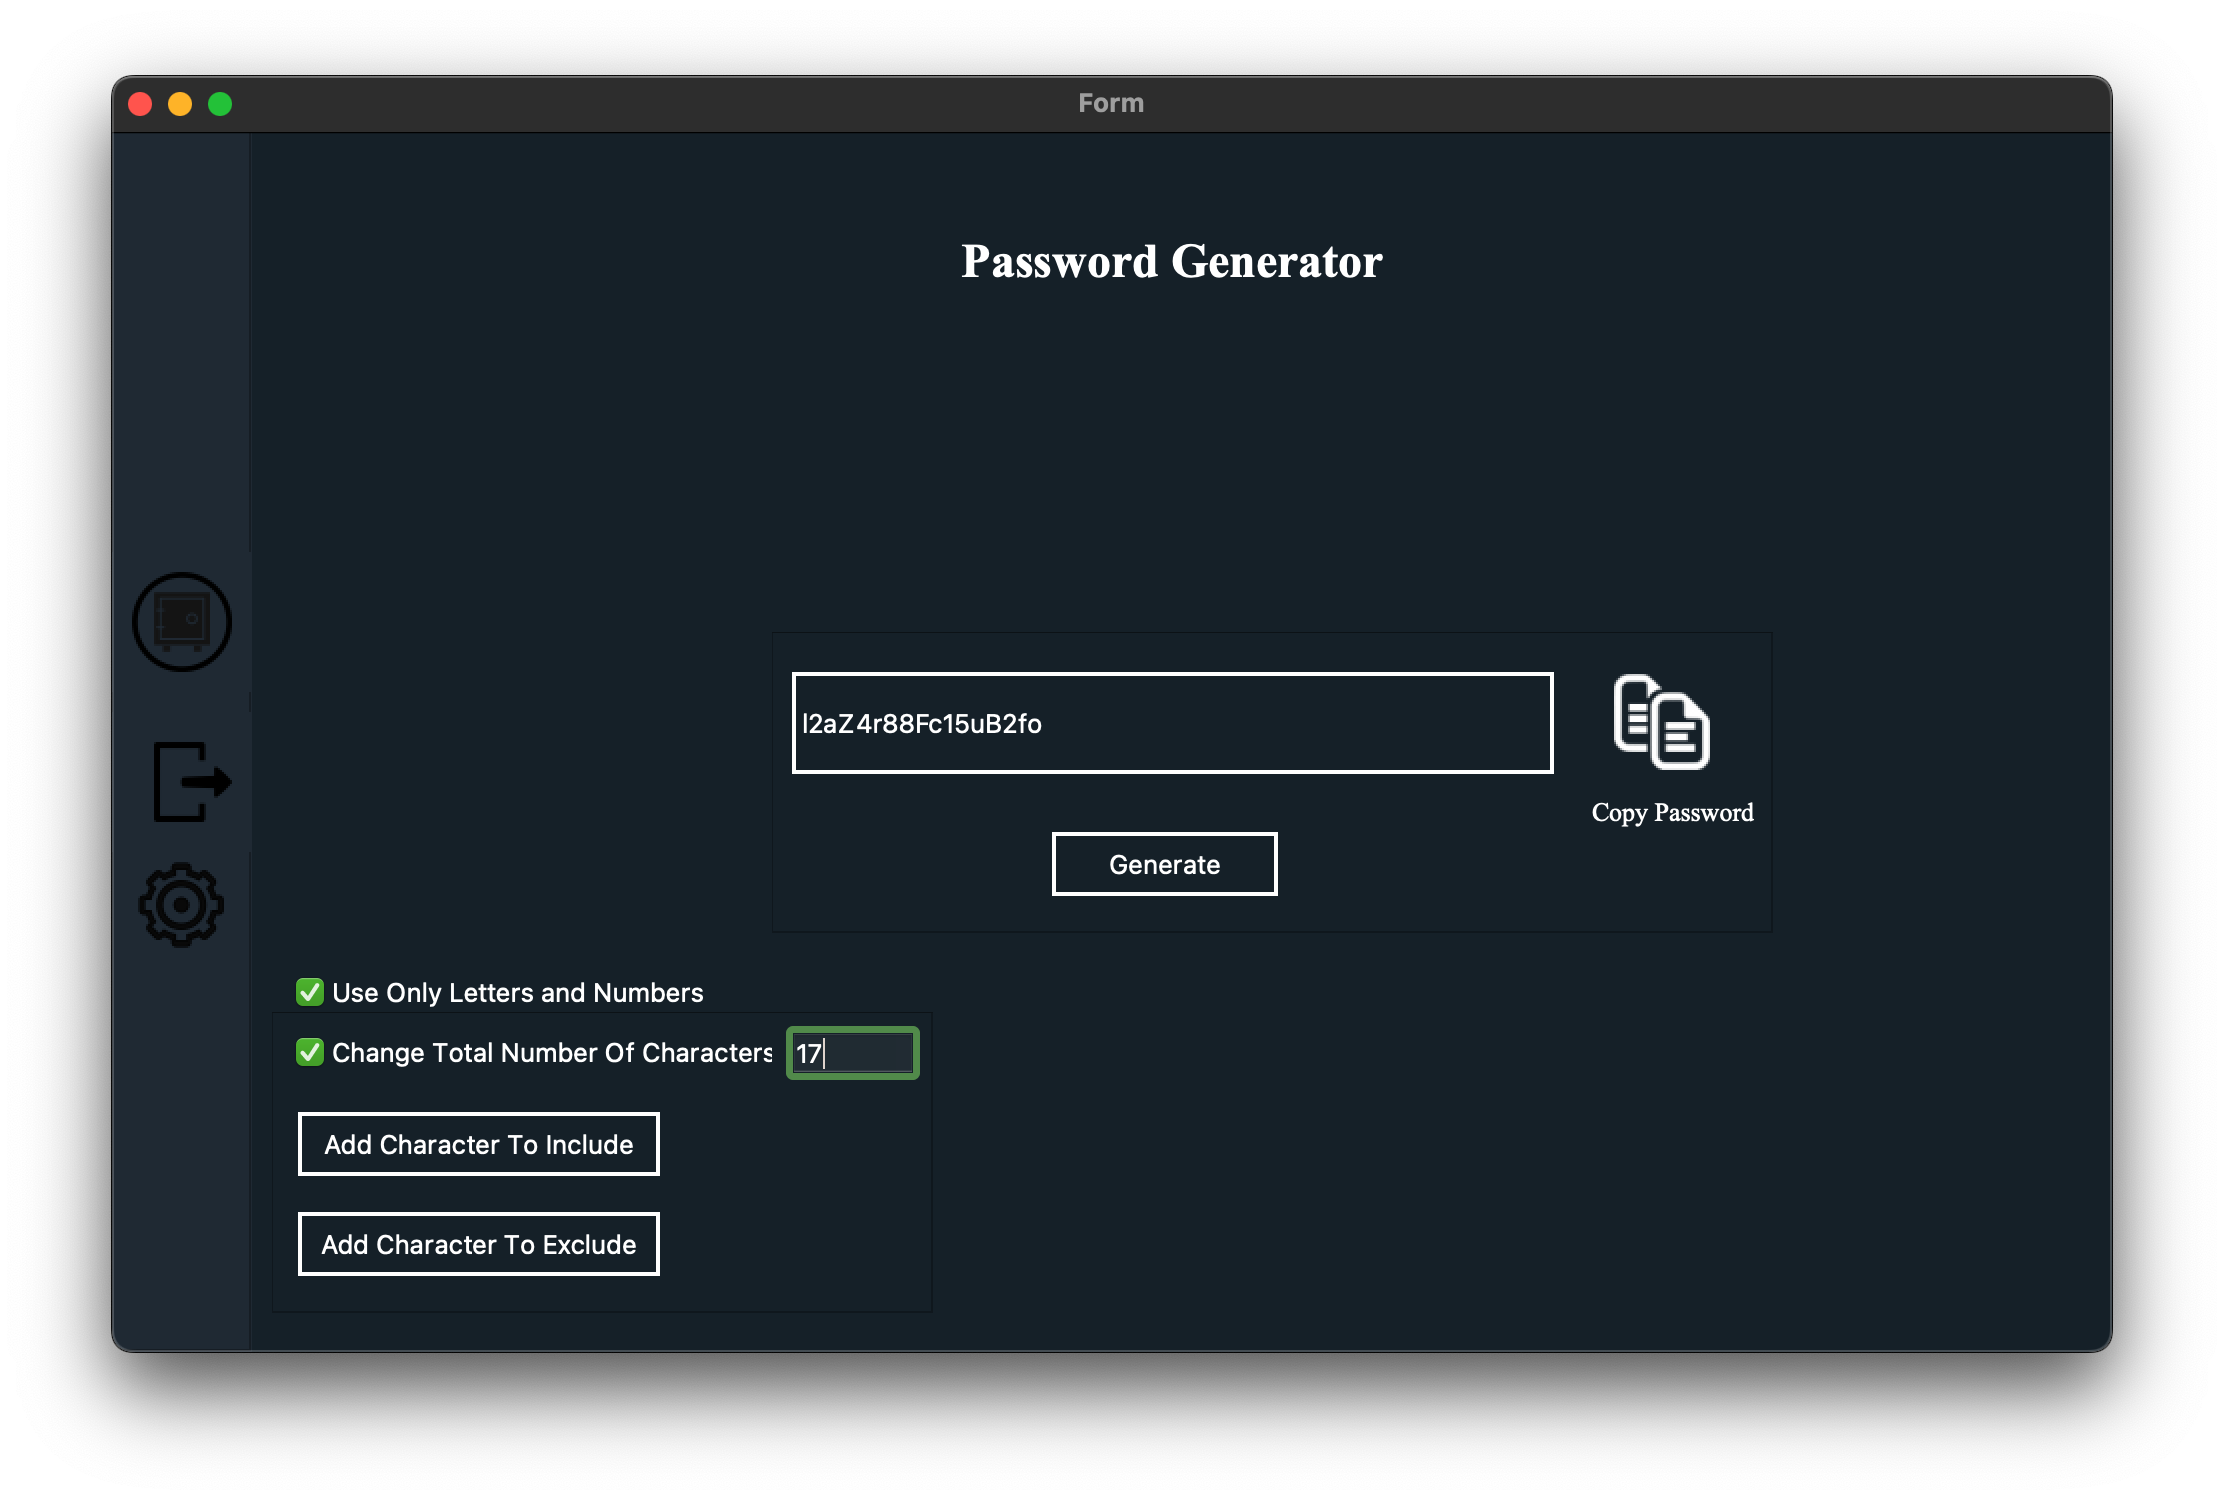 Form
Password Generator
l2aZ4r88Fc15uB2fo
Copy Password
Generate
Use Only Letters and Numbers
Change Total Number Of Characters 17
Add Character To Include
Add Character To Exclude